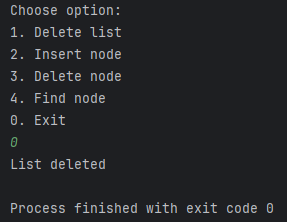 Choose option:
1. Delete list
2. Insert node
3. Delete node
4. Find node
0. Exit
0
List deleted
Process finished with exit code 0